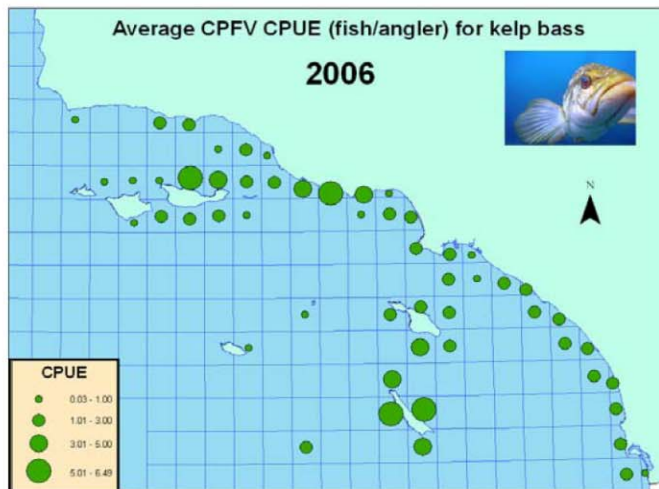 Average CPFV CPUE (fish/angler) for kelp bass
2006
N
CPUE
0.03 - 1.00
1.01 - 3.00
3.01 - 5.00
5.01 - 6.49